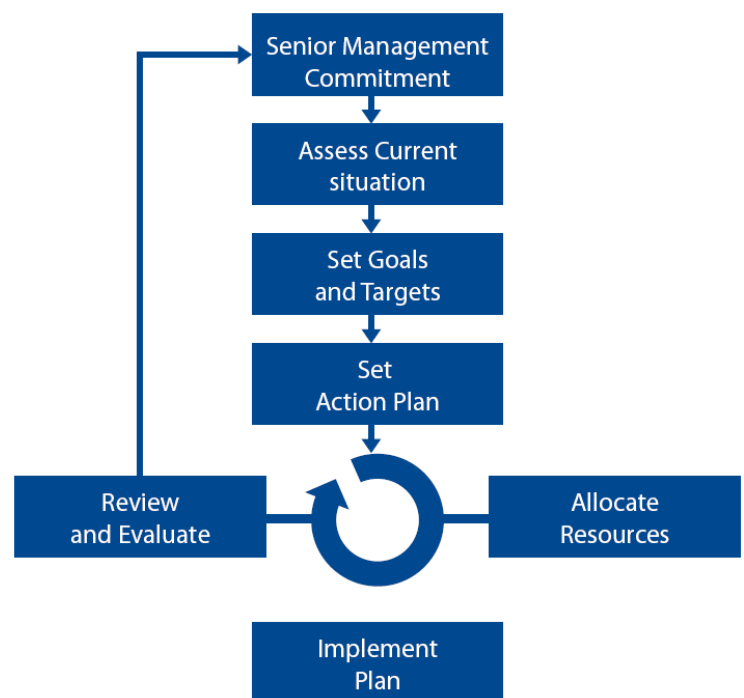 Senior Management
Commitment
Assess Current
situation
Set Goals
and Targets
Set
Action Plan
Review
and Evaluate
Allocate
Resources
Implement
Plan